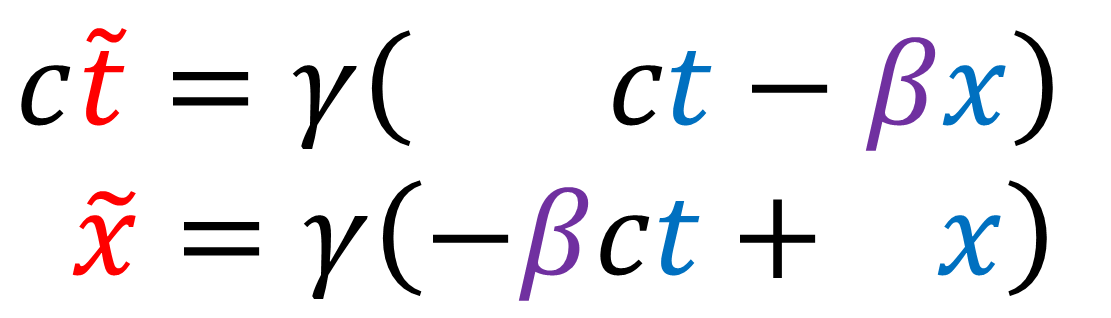 ct̃ = γ( ct − βx)
x̃ = γ(−βct + x)